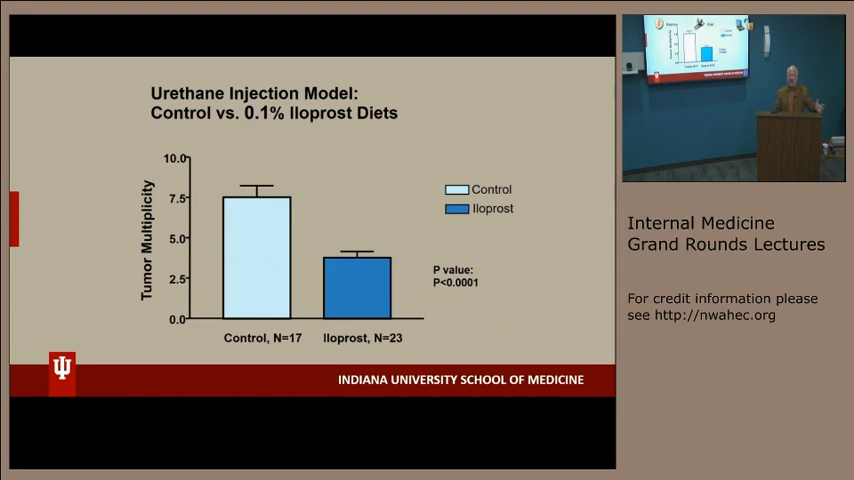 Urethane Injection Model:
Control vs. 0.1% Iloprost Diets
Tumor Multiplicity
10.0
7.5
5.0
2.5
0.0
Control
Iloprost
P value:
P<0.0001
Control, N=17
Iloprost, N=23
INDIANA UNIVERSITY SCHOOL OF MEDICINE
Internal Medicine
Grand Rounds Lectures
For credit information please
see http://nwahec.org